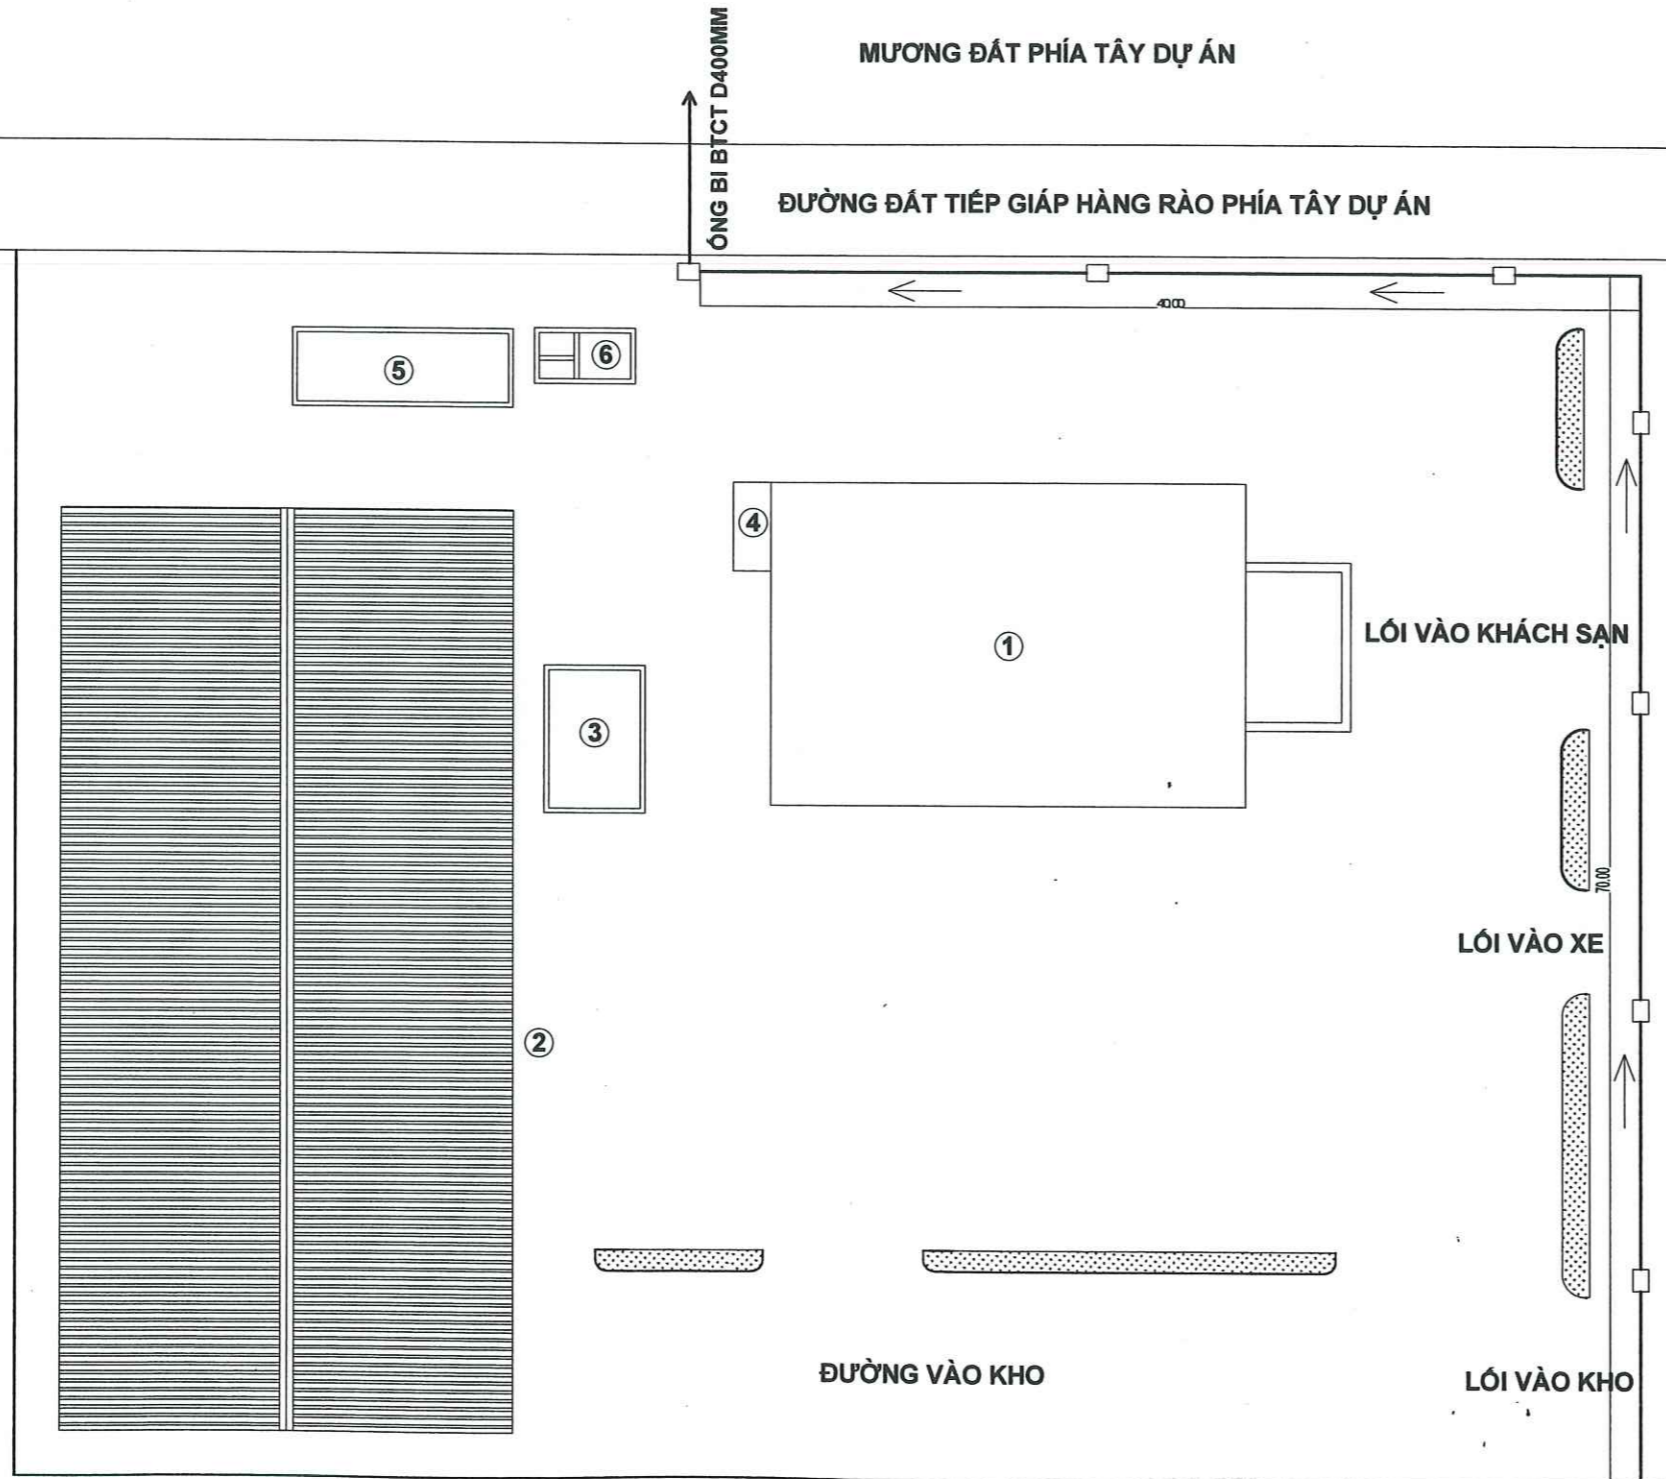 MƯƠNG ĐẤT PHÍA TÂY DỰ ÁN
ỐNG BI BTCT D400MM
ĐƯỜNG ĐẤT TIẾP GIÁP HÀNG RÀO PHÍA TÂY DỰ ÁN
40.00
5
6
4
1
LỐI VÀO KHÁCH SẠN
3
70.00
LỐI VÀO XE
2
ĐƯỜNG VÀO KHO
LỐI VÀO KHO